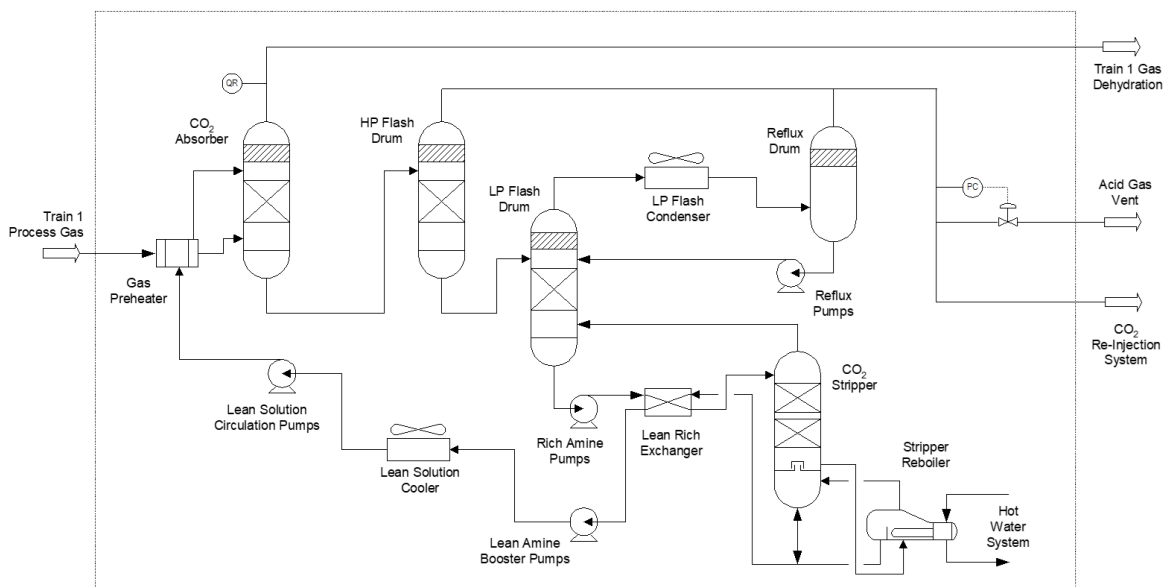 Train 1 Gas
Dehydration
QR
CO2
Absorber
HP Flash
Drum
Reflux
Drum
LP Flash
Drum
LP Flash
Condenser
PC
Acid Gas
Vent
Train 1
Process Gas
Gas
Preheater
Reflux
Pumps
CO2
Re-Injection
System
CO2
Stripper
Lean Solution
Circulation Pumps
Rich Amine
Pumps
Lean Rich
Exchanger
Lean Solution
Cooler
Stripper
Reboiler
Hot
Water
System
Lean Amine
Booster Pumps